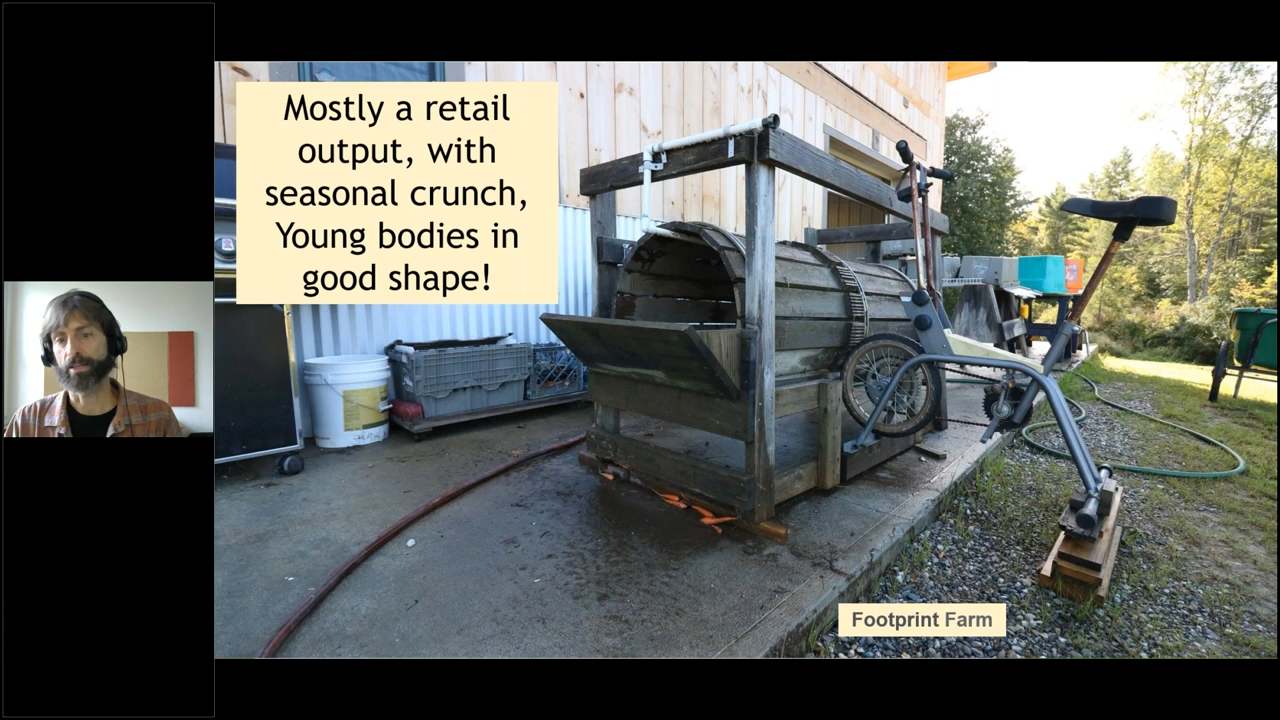 Mostly a retail
output, with
seasonal crunch,
Young bodies in
good shape!
Footprint Farm